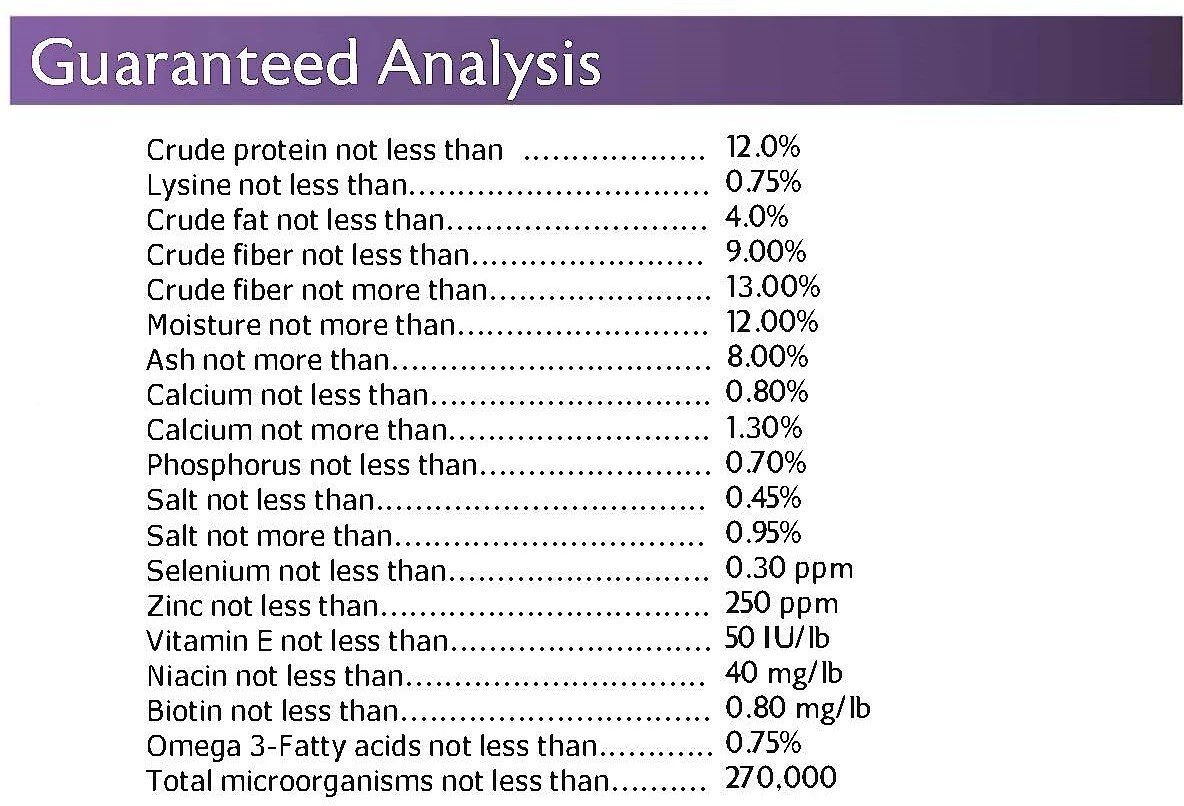 Guaranteed Analysis
Crude protein not less than ................... 12.0%
Lysine not less than............................... 0.75%
Crude fat not less than........................... 4.0%
Crude fiber not less than........................ 9.00%
Crude fiber not more than....................... 13.00%
Moisture not more than.......................... 12.00%
Ash not more than................................. 8.00%
Calcium not less than............................. 0.80%
Calcium not more than........................... 1.30%
Phosphorus not less than........................ 0.70%
Salt not less than.................................. 0.45%
Salt not more than................................ 0.95%
Selenium not less than........................... 0.30 ppm
Zinc not less than.................................. 250 ppm
Vitamin E not less than........................... 50 IU/lb
Niacin not less than............................... 40 mg/lb
Biotin not less than................................ 0.80 mg/lb
Omega 3-Fatty acids not less than............ 0.75%
Total microorganisms not less than.......... 270,000